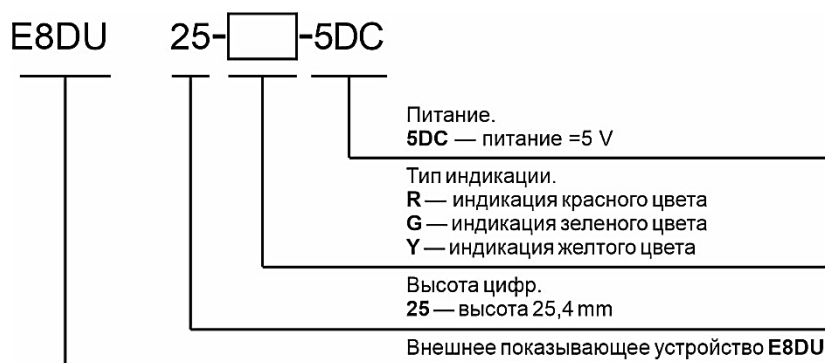 E8DU 25- -5DC
Питание.
5DC — питание =5 V
Тип индикации.
R — индикация красного цвета
G — индикация зеленого цвета
Y — индикация желтого цвета
Высота цифр.
25 — высота 25,4 mm
Внешнее показывающее устройство E8DU